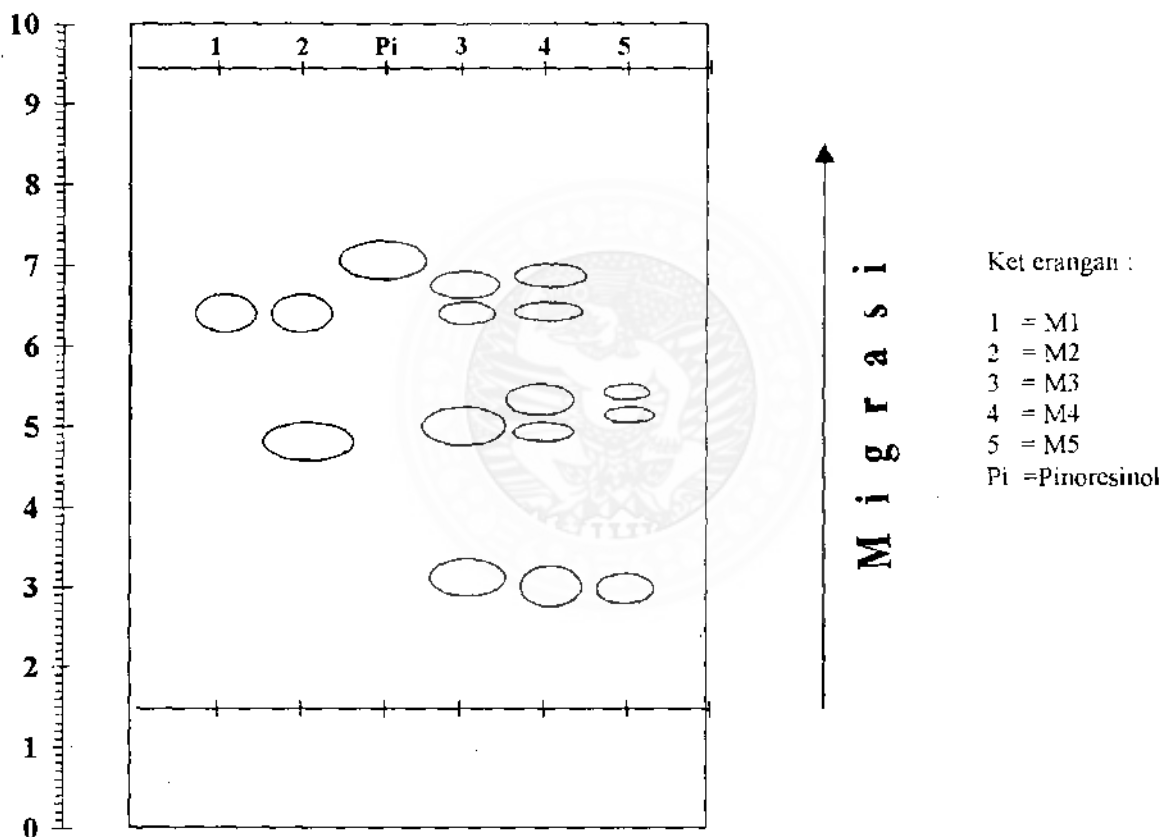 10
9
8
7
6
5
4
3
2
1
0
1 2 Pi 3 4 5
Migrasi
Ket erangan :
1 = M1
2 = M2
3 = M3
4 = M4
5 = M5
Pi =Pinoresinol